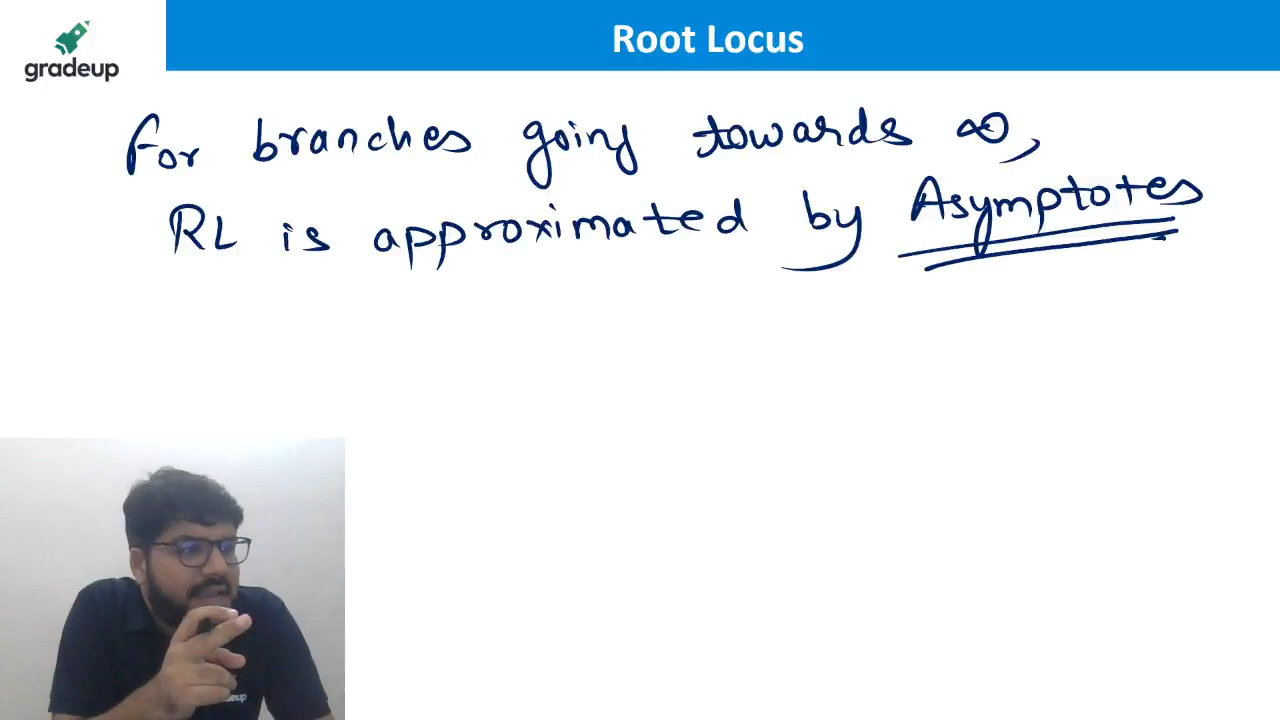 Root Locus
gradeup
For branches going towards ∞,
RL is approximated by Asymptotes